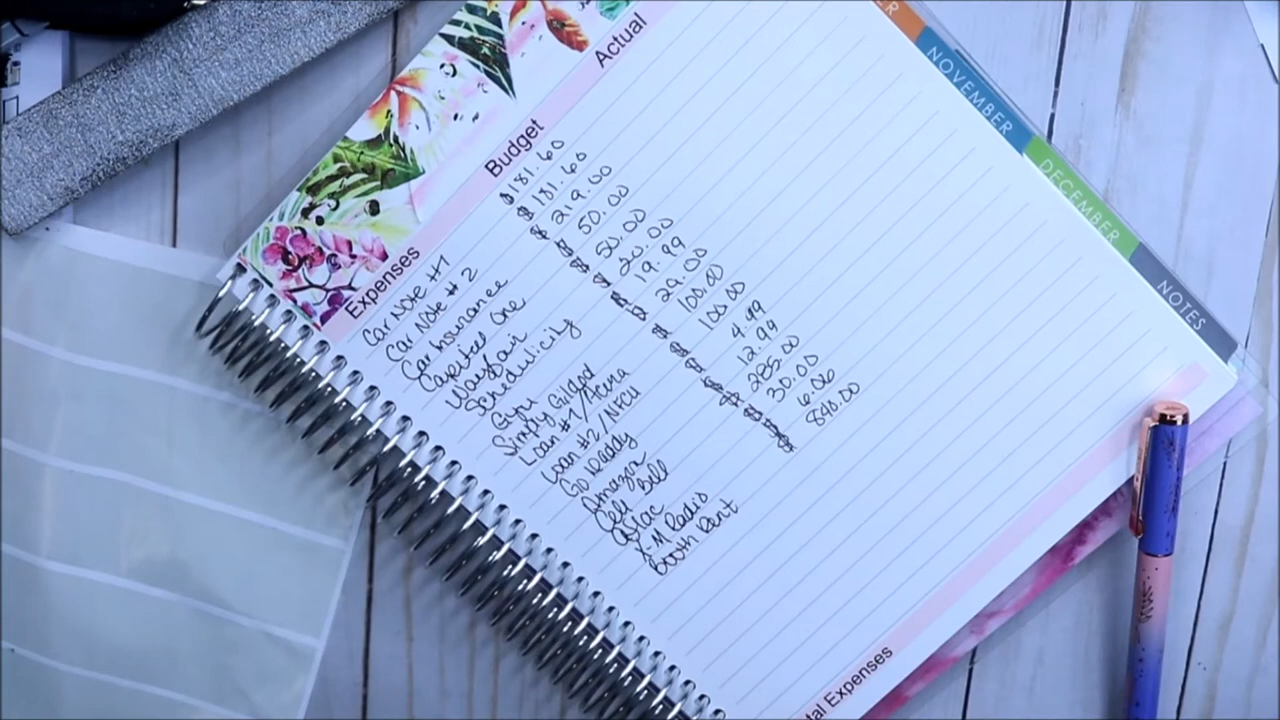 Expenses Budget Actual
Car Note #1 $181.60
Car Note #2 $181.60
Car Insurance $219.00
Capital One $50.00
Wayfair $50.00
Schedulicity $20.00
Gym $19.99
Simply Gilded $29.00
Loan #1/ $100.00
Loan #2/NFCU $100.00
Go Daddy $4.99
Amazon $12.99
Cell Bill $285.00
Aflac $30.00
X-M Radio $6.06
Booth Rent $840.00
tal Expenses
ER
NOVEMBER
DECEMBER
NOTES